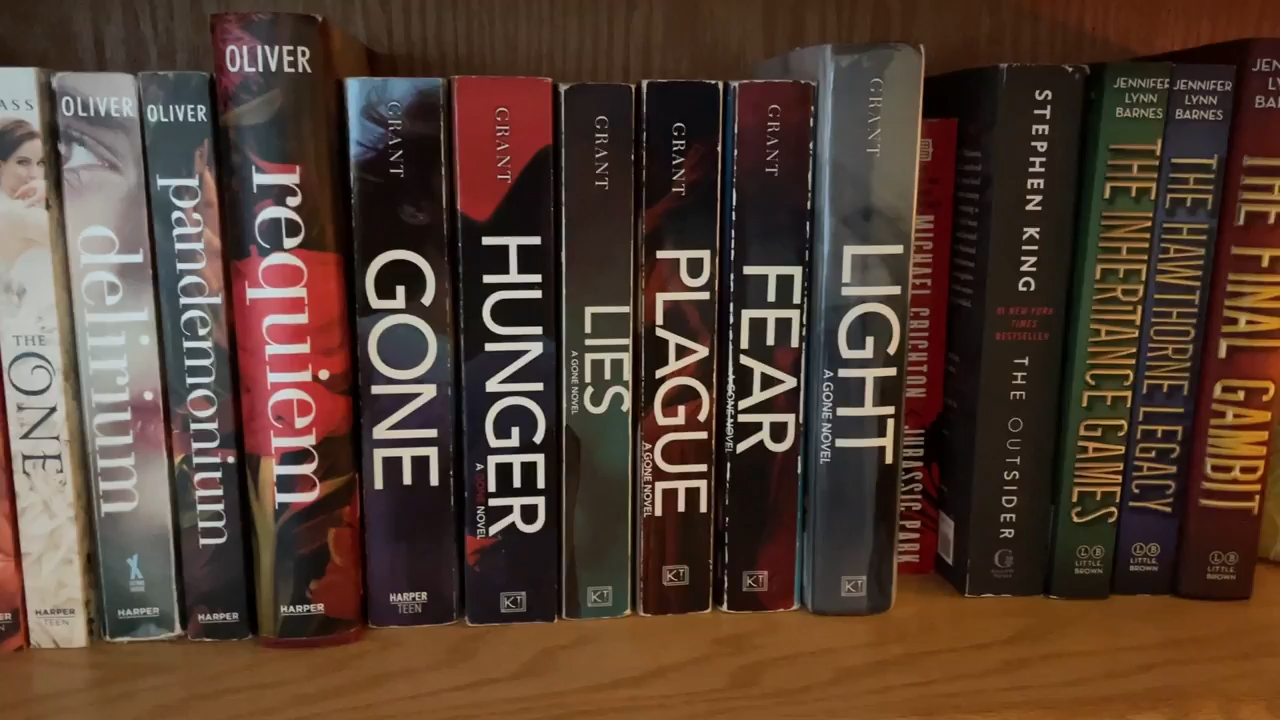 ASS
THE
ONE
HARPER
TEEN
OLIVER
delirium
HARPER
OLIVER
pandemonium
HARPER
OLIVER
requiem
HARPER
GRANT
GONE
HARPER
TEEN
GRANT
HUNGER
A GONE NOVEL
KT
GRANT
LIES
A GONE NOVEL
KT
GRANT
PLAGUE
A GONE NOVEL
KT
GRANT
FEAR
A GONE NOVEL
KT
GRANT
LIGHT
A GONE NOVEL
KT
MICHAEL CRICHTON
JURASSIC PARK
STEPHEN KING
#1 NEW YORK
TIMES
BESTSELLER
THE OUTSIDER
JENNIFER
LYNN
BARNES
THE INHERITANCE GAMES
LB
LITTLE,
BROWN
JENNIFER
LYNN
BARNES
THE HAWTHORNE LEGACY
LB
LITTLE,
BROWN
JEN
LY
BA
THE FINAL GAMBIT
LB
LITTLE,
BROWN